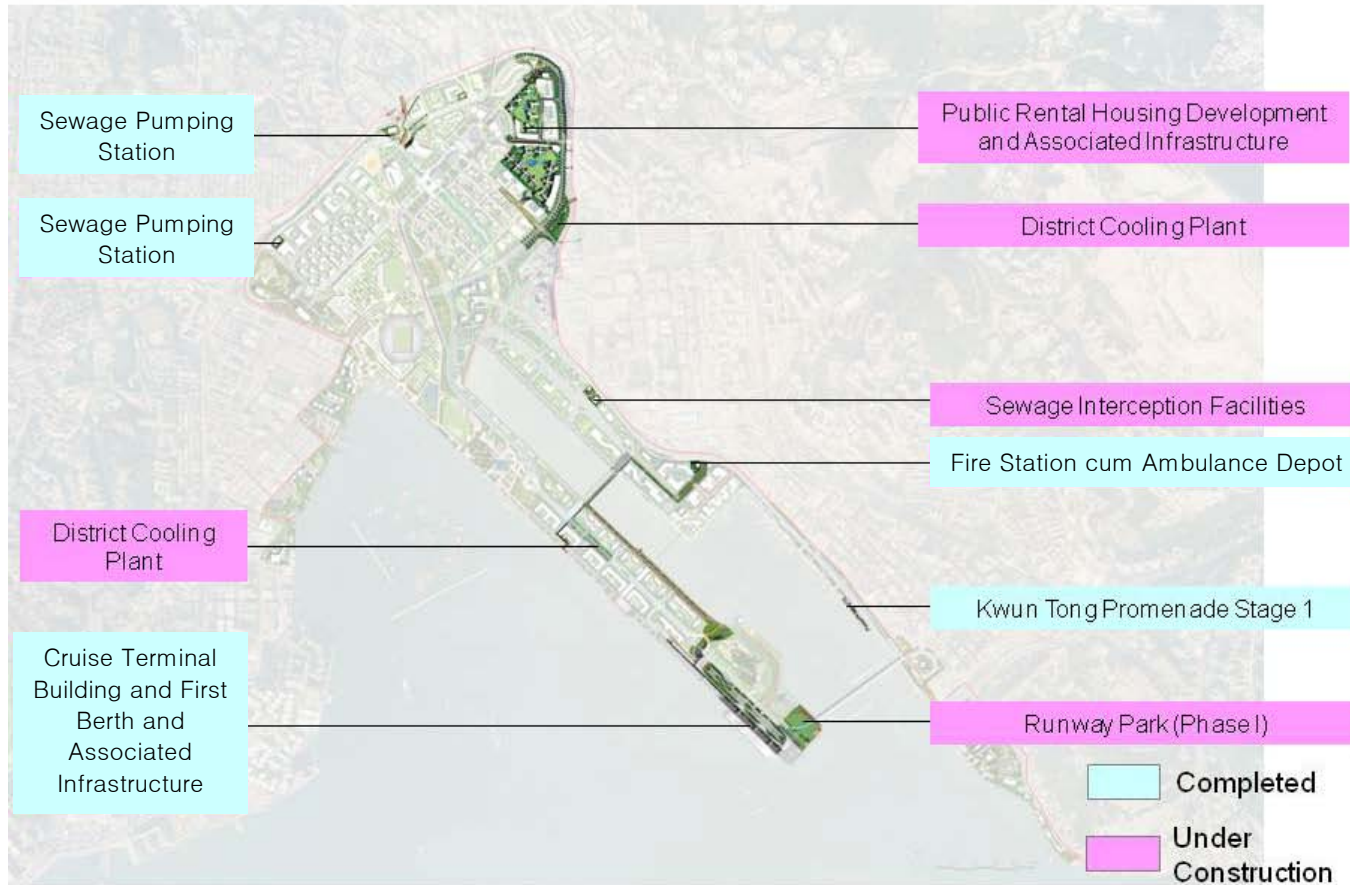 Sewage Pumping
Station
Sewage Pumping
Station
District Cooling
Plant
Cruise Terminal
Building and First
Berth and
Associated
Infrastructure
Public Rental Housing Development
and Associated Infrastructure
District Cooling Plant
Sewage Interception Facilities
Fire Station cum Ambulance Depot
Kwun Tong Promenade Stage 1
Runway Park (Phase I)
Completed
Under
Construction